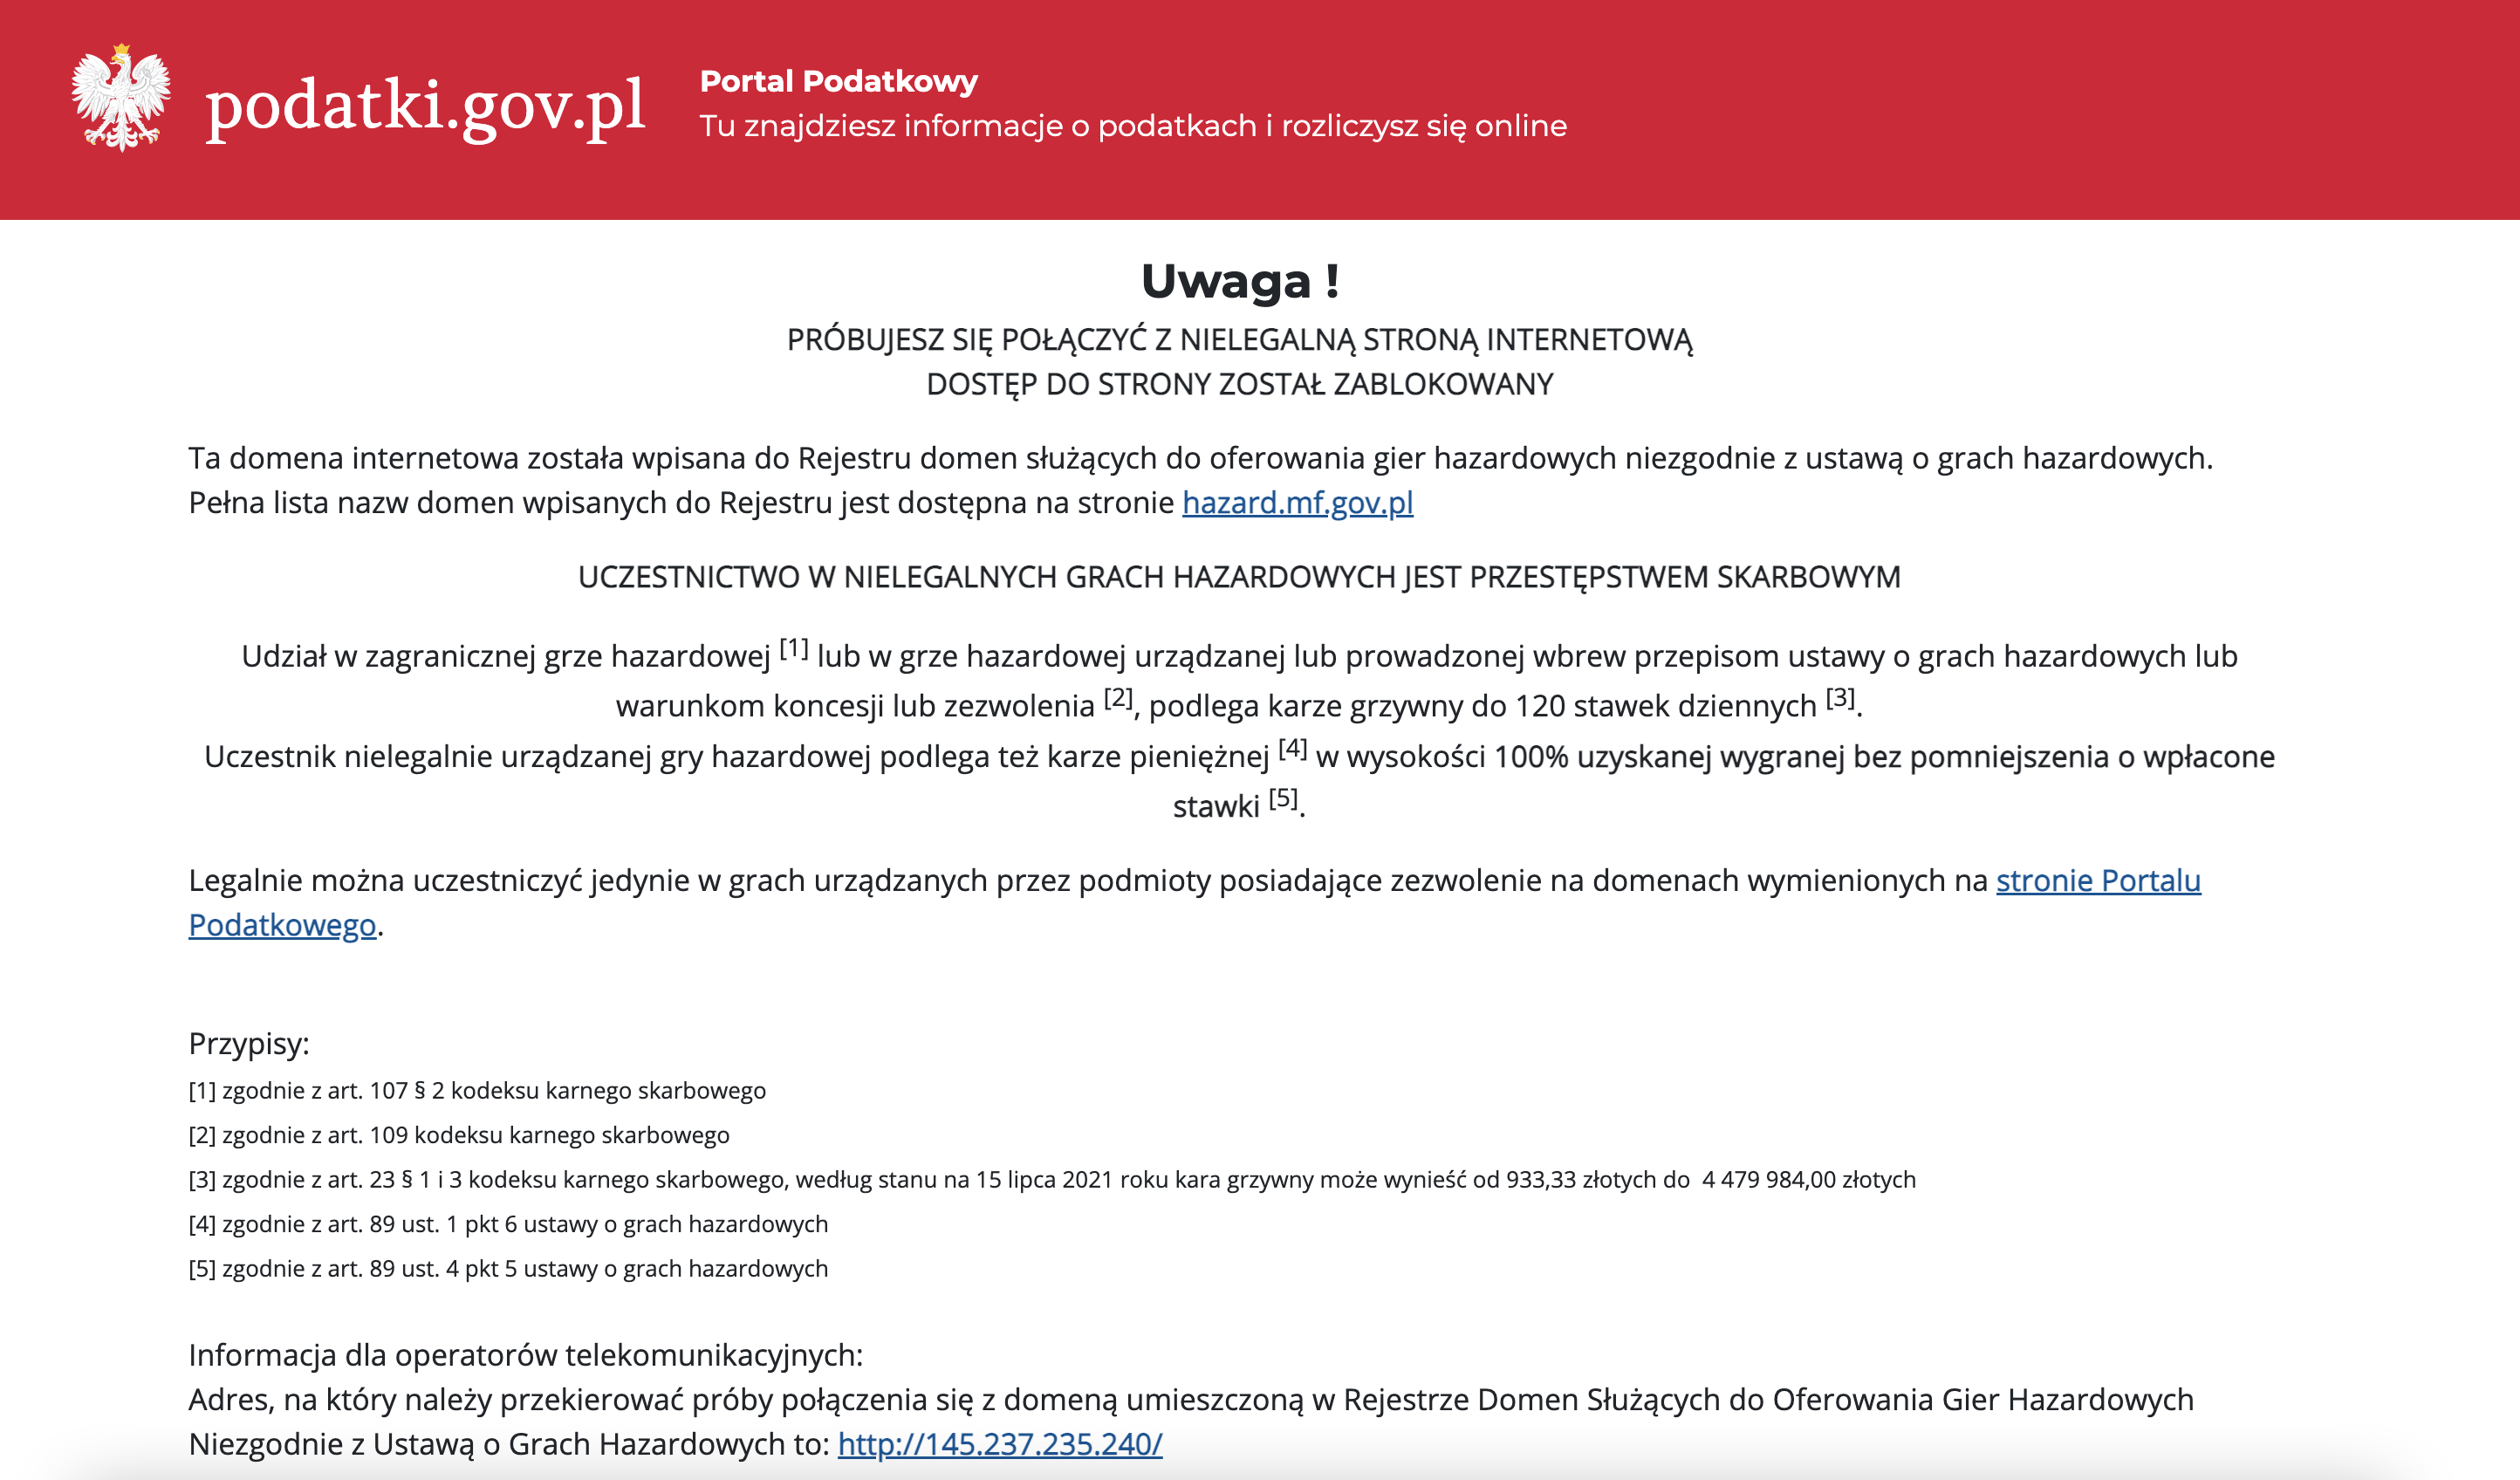 podatki.gov.pl
Portal Podatkowy
Tu znajdziesz informacje o podatkach i rozliczysz się online
Uwaga !
PRÓBUJESZ SIĘ POŁĄCZYĆ Z NIELEGALNĄ STRONĄ INTERNETOWĄ
DOSTĘP DO STRONY ZOSTAŁ ZABLOKOWANY
Ta domena internetowa została wpisana do Rejestru domen służących do oferowania gier hazardowych niezgodnie z ustawą o grach hazardowych.
Pełna lista nazw domen wpisanych do Rejestru jest dostępna na stronie hazard.mf.gov.pl
UCZESTNICTWO W NIELEGALNYCH GRACH HAZARDOWYCH JEST PRZESTĘPSTWEM SKARBOWYM
Udział w zagranicznej grze hazardowej [1] lub w grze hazardowej urządzanej lub prowadzonej wbrew przepisom ustawy o grach hazardowych lub
warunkom koncesji lub zezwolenia [2], podlega karze grzywny do 120 stawek dziennych [3].
Uczestnik nielegalnie urządzanej gry hazardowej podlega też karze pieniężnej [4] w wysokości 100% uzyskanej wygranej bez pomniejszenia o wpłacone
stawki [5].
Legalnie można uczestniczyć jedynie w grach urządzanych przez podmioty posiadające zezwolenie na domenach wymienionych na stronie Portalu
Podatkowego.
Przypisy:
[1] zgodnie z art. 107 § 2 kodeksu karnego skarbowego
[2] zgodnie z art. 109 kodeksu karnego skarbowego
[3] zgodnie z art. 23 § 1 i 3 kodeksu karnego skarbowego, według stanu na 15 lipca 2021 roku kara grzywny może wynieść od 933,33 złotych do  4 479 984,00 złotych
[4] zgodnie z art. 89 ust. 1 pkt 6 ustawy o grach hazardowych
[5] zgodnie z art. 89 ust. 4 pkt 5 ustawy o grach hazardowych
Informacja dla operatorów telekomunikacyjnych:
Adres, na który należy przekierować próby połączenia się z domeną umieszczoną w Rejestrze Domen Służących do Oferowania Gier Hazardowych
Niezgodnie z Ustawą o Grach Hazardowych to: http://145.237.235.240/